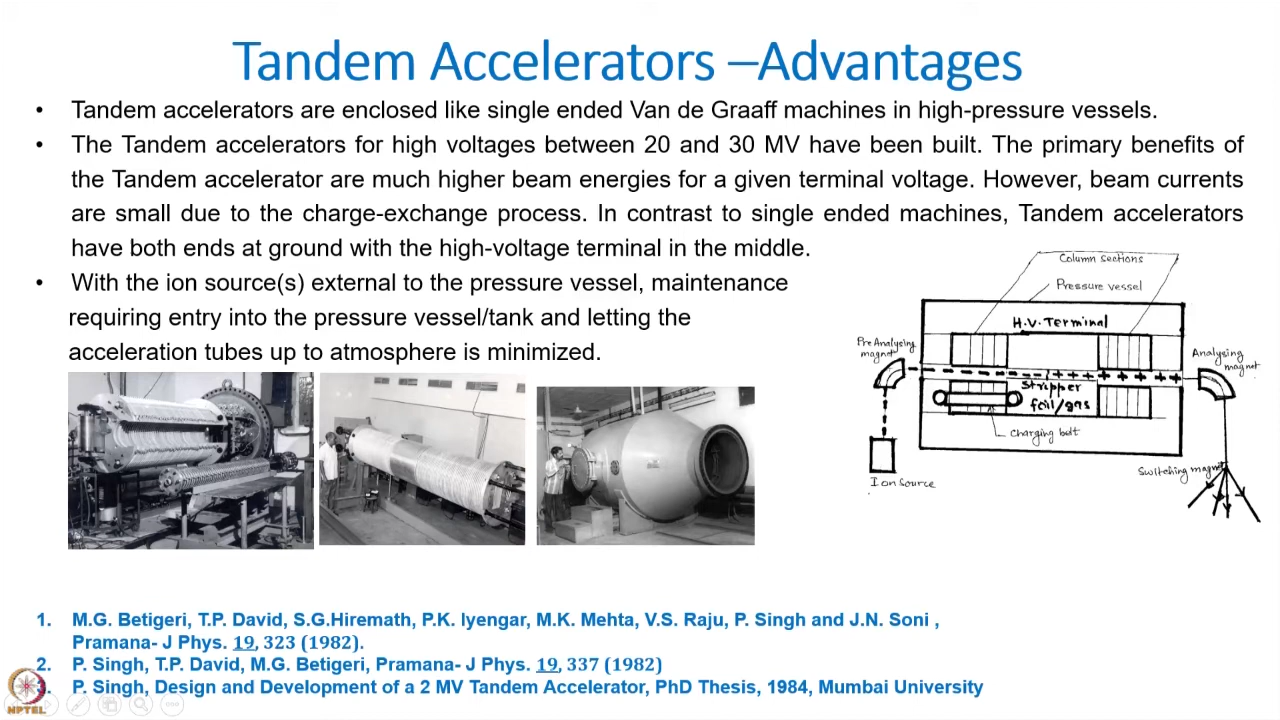 Tandem Accelerators –Advantages
• Tandem accelerators are enclosed like single ended Van de Graaff machines in high-pressure vessels.
• The Tandem accelerators for high voltages between 20 and 30 MV have been built. The primary benefits of
the Tandem accelerator are much higher beam energies for a given terminal voltage. However, beam currents
are small due to the charge-exchange process. In contrast to single ended machines, Tandem accelerators
have both ends at ground with the high-voltage terminal in the middle.
• With the ion source(s) external to the pressure vessel, maintenance
requiring entry into the pressure vessel/tank and letting the
acceleration tubes up to atmosphere is minimized.
Column sections
Pressure vessel
H.V. Terminal
Pre Analysing
magnet
Analysing
magnet
Stripper
foil/gas
Charging belt
Switching magnet
Ion source
1. M.G. Betigeri, T.P. David, S.G.Hiremath, P.K. Iyengar, M.K. Mehta, V.S. Raju, P. Singh and J.N. Soni ,
Pramana- J Phys. 19, 323 (1982).
2. P. Singh, T.P. David, M.G. Betigeri, Pramana- J Phys. 19, 337 (1982)
P. Singh, Design and Development of a 2 MV Tandem Accelerator, PhD Thesis, 1984, Mumbai University
NPTEL